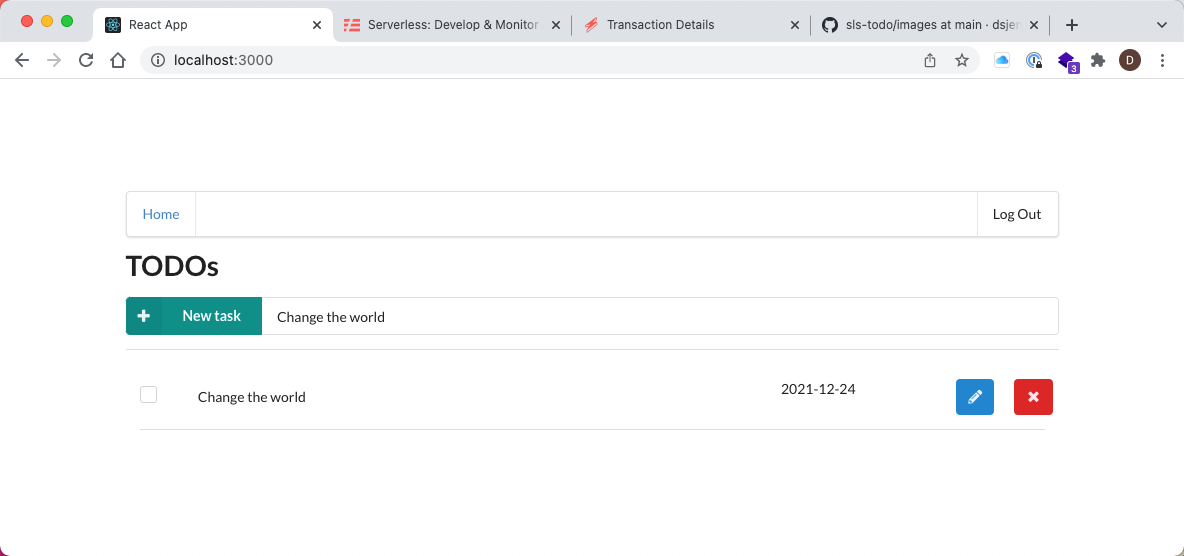 React App
Serverless: Develop & Monitor
Transaction Details
sls-todo/images at main · dsjen
localhost:3000
3
D
Home
Log Out
TODOs
New task
Change the world
Change the world
2021-12-24